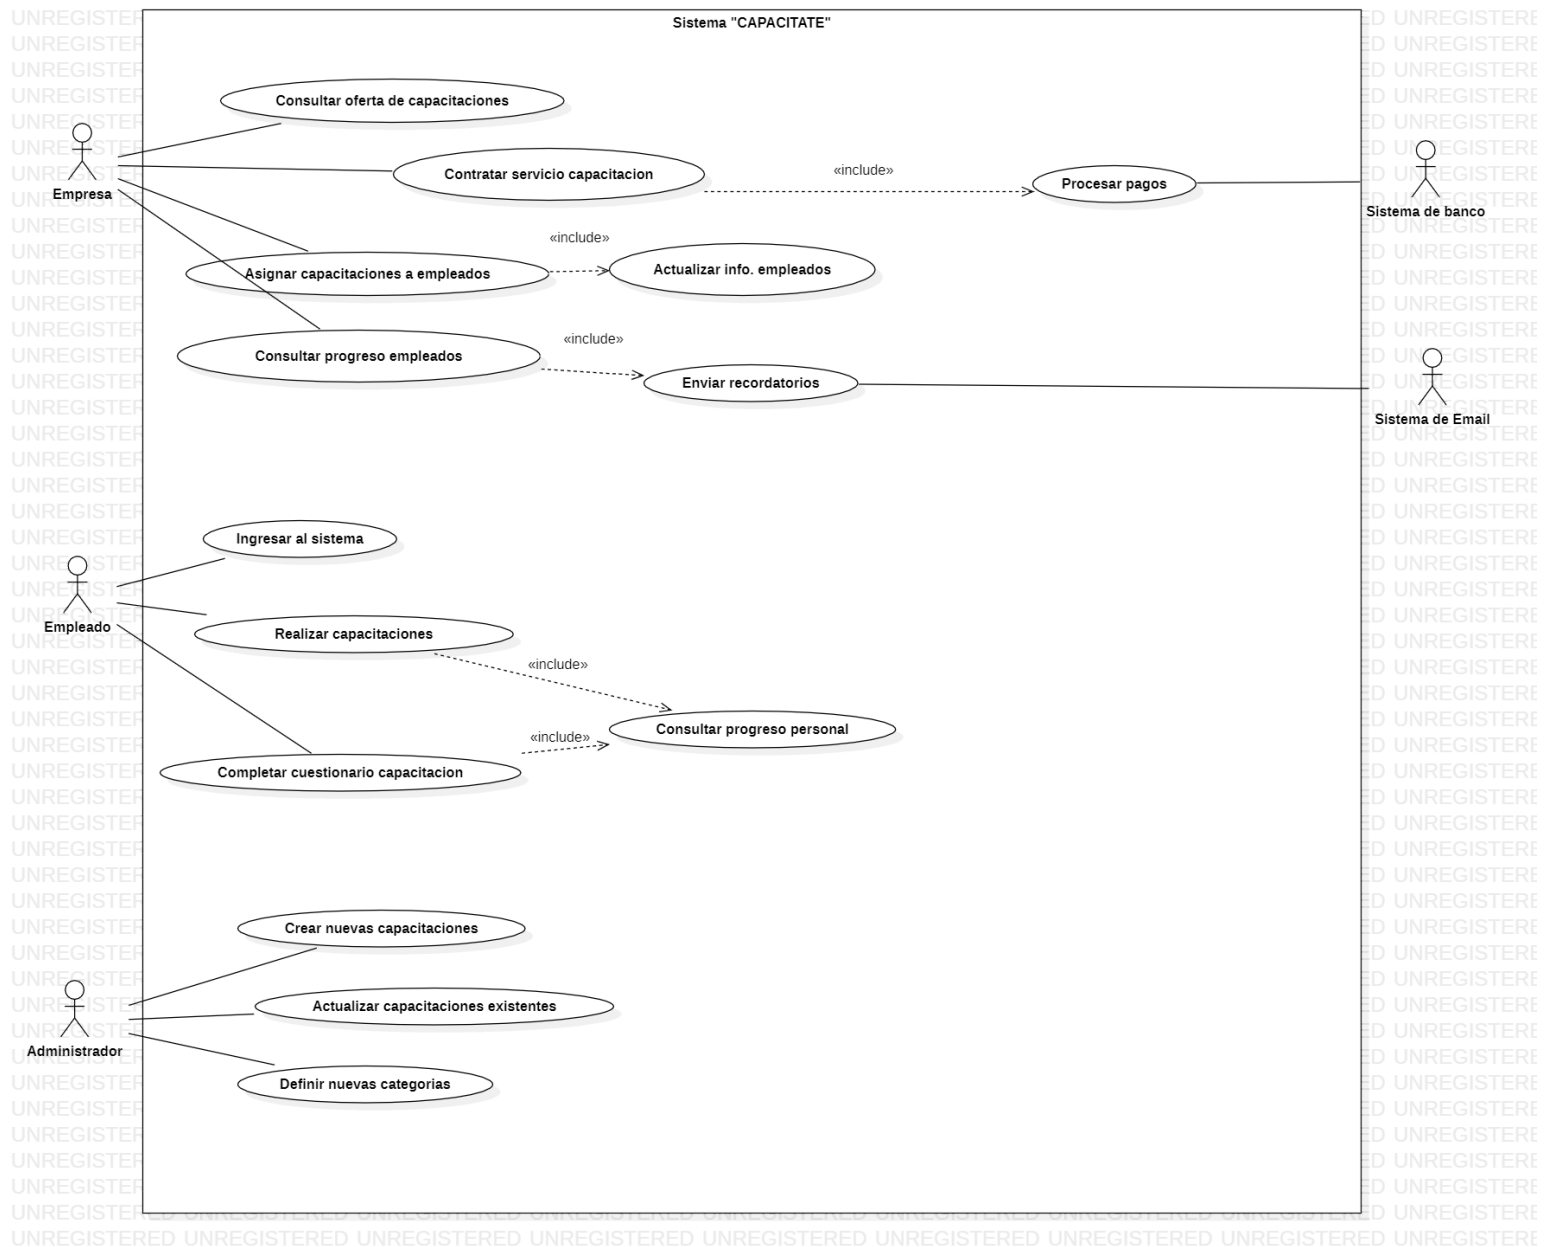 Sistema "CAPACITATE"
Consultar oferta de capacitaciones
Contratar servicio capacitacion
«include»
Procesar pagos
Empresa
Sistema de banco
Asignar capacitaciones a empleados
«include»
Actualizar info. empleados
Consultar progreso empleados
«include»
Enviar recordatorios
Sistema de Email
Ingresar al sistema
Empleado
Realizar capacitaciones
«include»
Consultar progreso personal
«include»
Completar cuestionario capacitacion
Crear nuevas capacitaciones
Actualizar capacitaciones existentes
Administrador
Definir nuevas categorias
UNREGISTERED UNREGISTERED UNREGISTERED UNREGISTERED UNREGISTERED UNREGISTERED UNREGISTERED UNREGISTERED UNREGISTERE